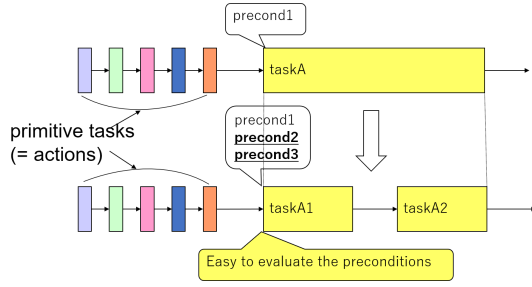 precond1
taskA
primitive tasks
(= actions)
precond1
precond2
precond3
taskA1
taskA2
Easy to evaluate the preconditions